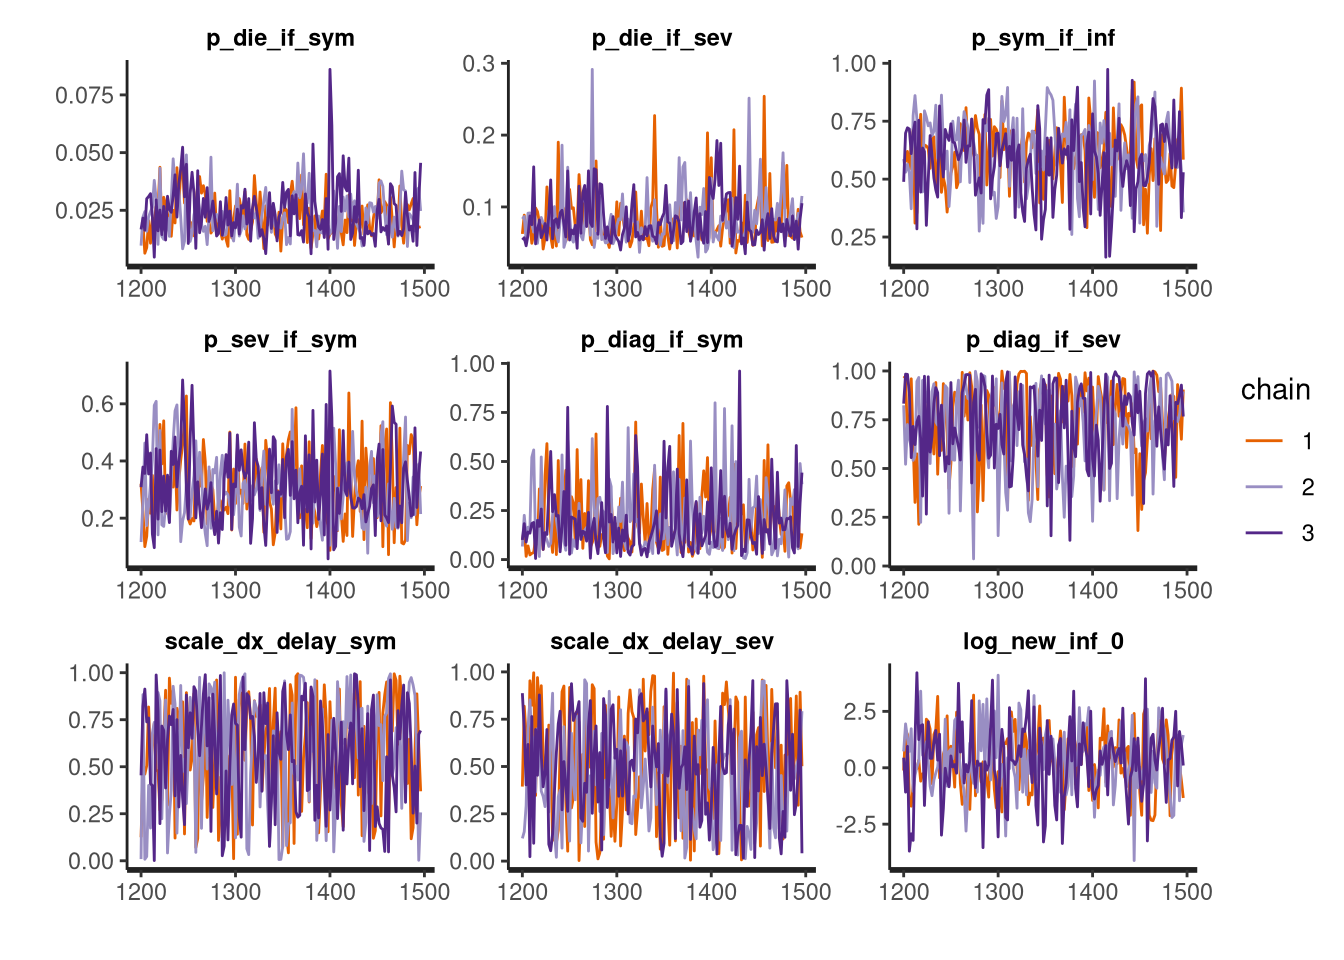 p_die_if_sym p_die_if_sev p_sym_if_inf
0.075 0.050 0.025
1200 1300 1400 1500
0.3 0.2 0.1
1200 1300 1400 1500
1.00 0.75 0.50 0.25
1200 1300 1400 1500
p_sev_if_sym p_diag_if_sym p_diag_if_sev
0.6 0.4 0.2
1200 1300 1400 1500
1.00 0.75 0.50 0.25 0.00
1200 1300 1400 1500
1.00 0.75 0.50 0.25 0.00
1200 1300 1400 1500
scale_dx_delay_sym scale_dx_delay_sev log_new_inf_0
1.00 0.75 0.50 0.25 0.00
1200 1300 1400 1500
1.00 0.75 0.50 0.25 0.00
1200 1300 1400 1500
2.5 0.0 -2.5
1200 1300 1400 1500
chain
1
2
3